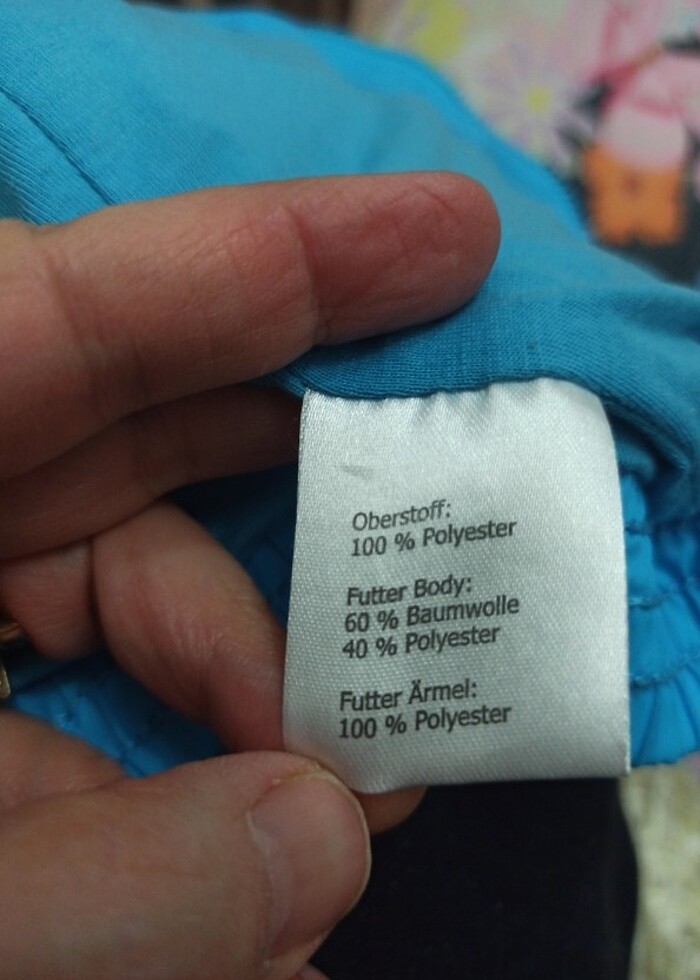 Oberstoff:
100 % Polyester
Futter Body:
60 % Baumwolle
40 % Polyester
Futter Ärmel:
100 % Polyester